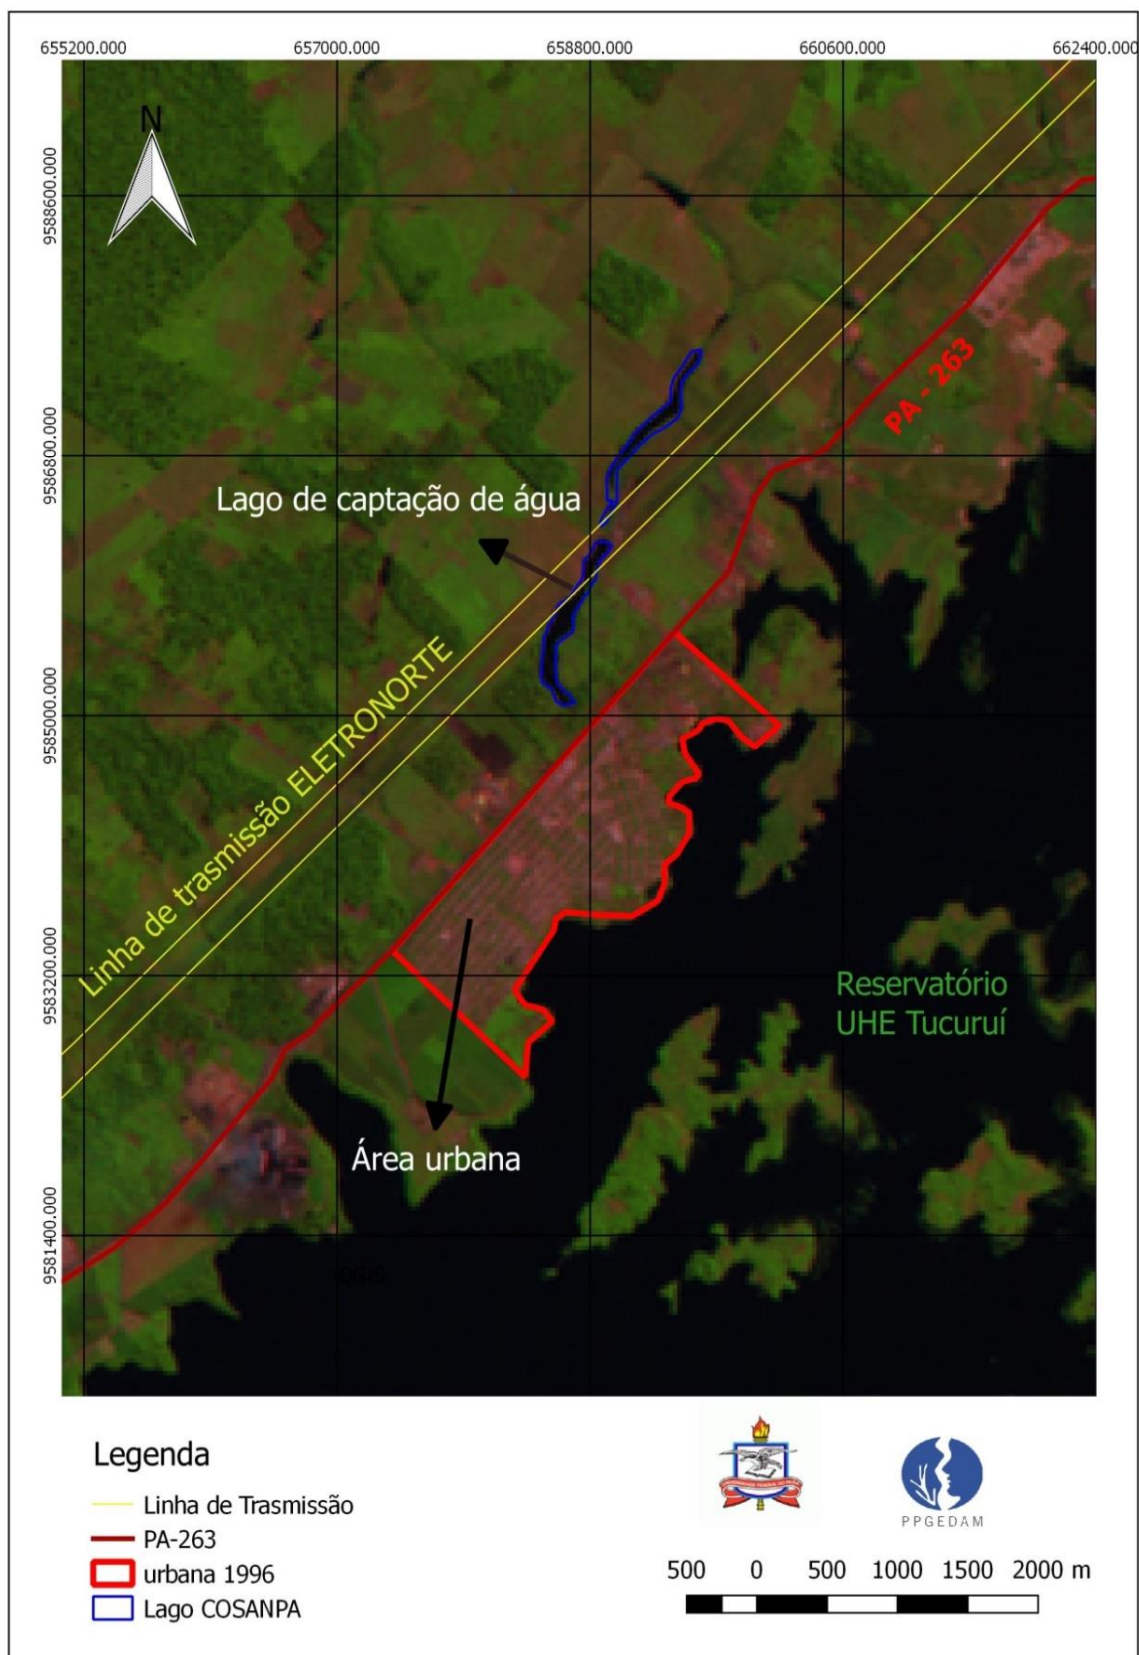 655200.000 657000.000 658800.000 660600.000 662400.000
N
9588600.000
9586800.000
9585000.000
9583200.000
9581400.000
PA - 263
Lago de captação de água
Linha de trasmissão ELETRONORTE
Reservatório
UHE Tucuruí
Área urbana
Legenda
Linha de Trasmissão
PA-263
urbana 1996
Lago COSANPA
PPGEDAM
500 0 500 1000 1500 2000 m